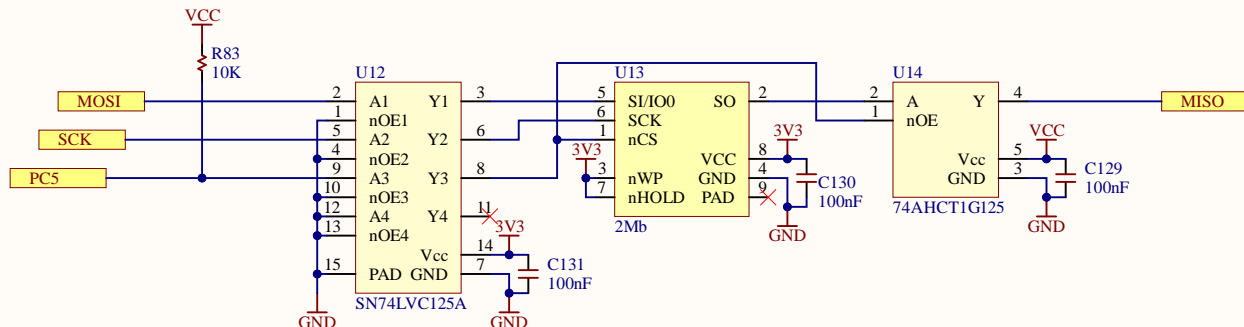 VCC
R83
10K
U12
U13
U14
MOSI
2
A1
Y1
3
5
SI/IO0
SO
2
2
A
Y
4
MISO
1
nOE1
6
SCK
1
nOE
SCK
5
A2
Y2
6
1
nCS
3V3
VCC
4
nOE2
3V3
VCC
8
Vcc
5
PC5
9
A3
Y3
8
3
nWP
GND
4
C130
GND
3
C129
10
nOE3
7
nHOLD
PAD
9
100nF
100nF
12
A4
Y4
11
2Mb
74AHCT1G125
13
nOE4
3V3
GND
GND
Vcc
14
C131
15
PAD
GND
7
100nF
SN74LVC125A
GND
GND